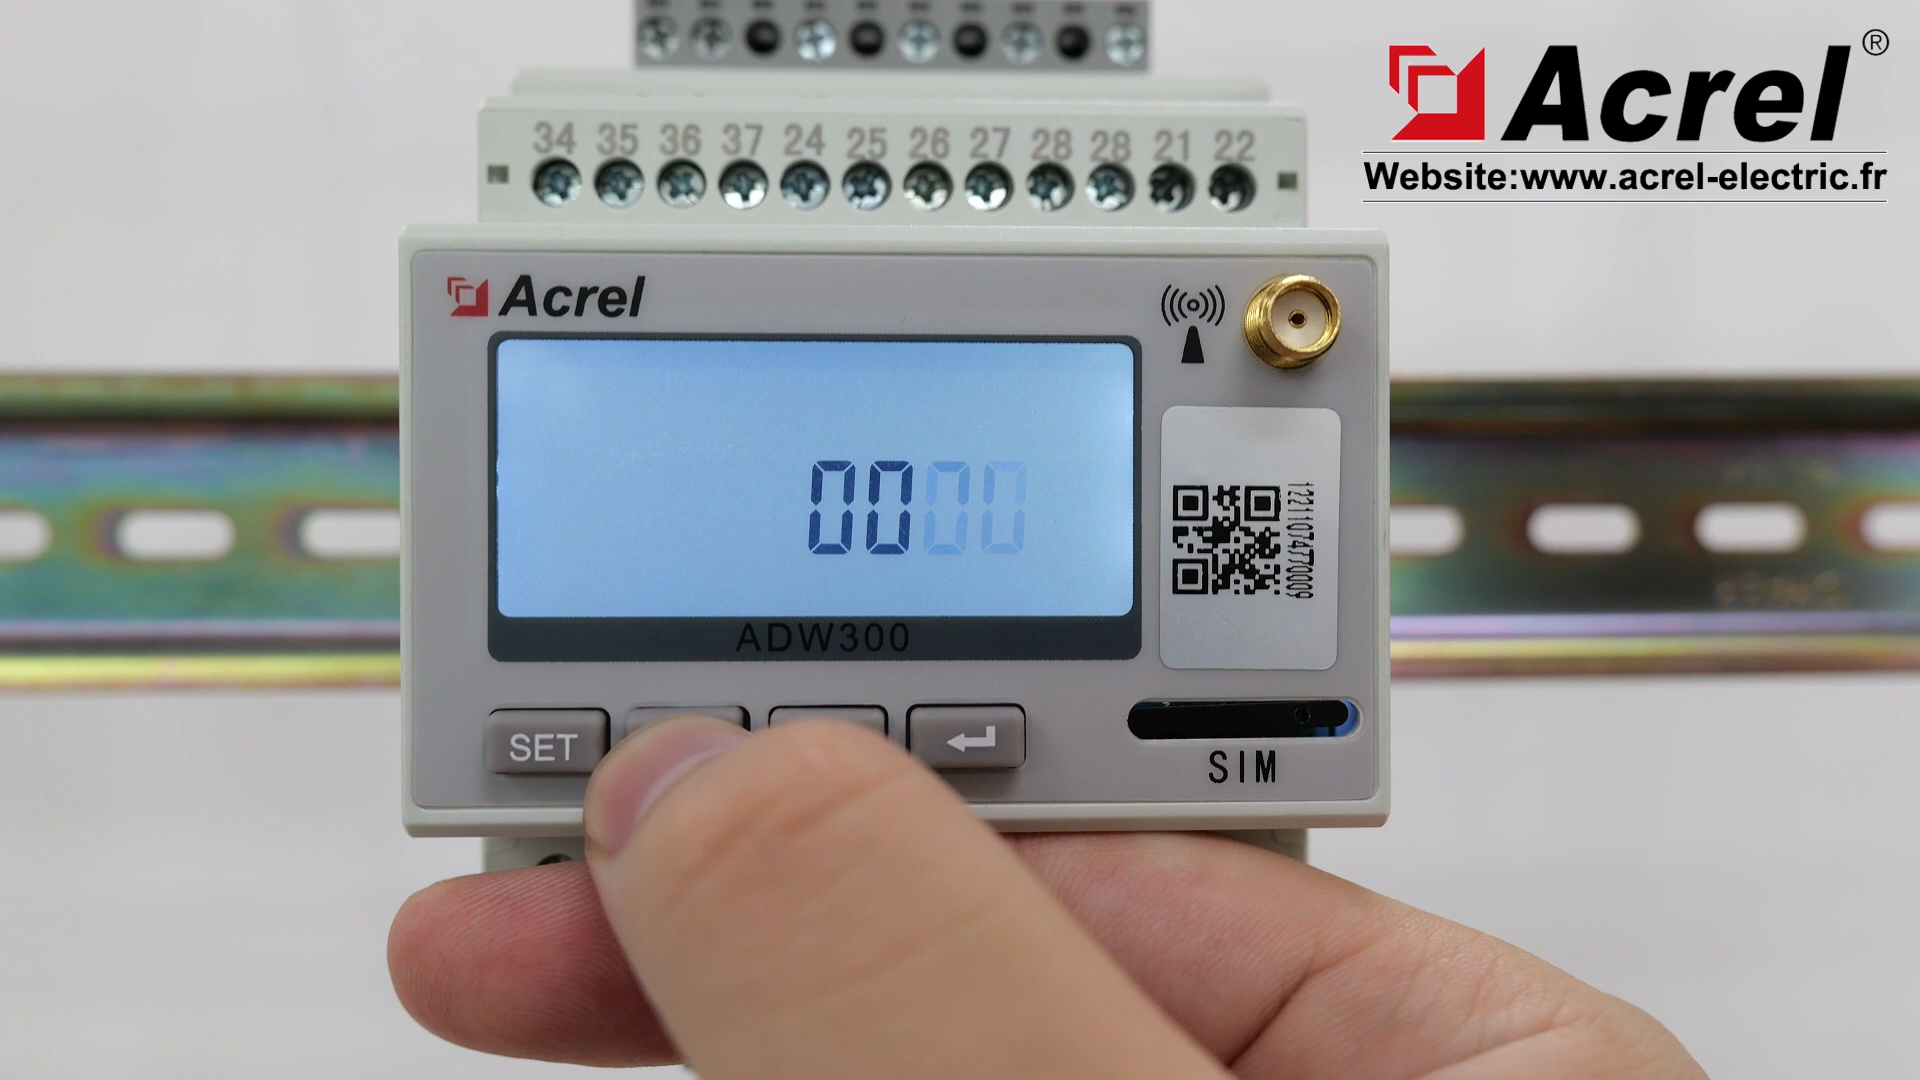 Acrel®
Website:www.acrel-electric.fr
34 35 36 37 24 25 26 27 28 28 21 22
Acrel
0000
12211074770009
ADW300
SET
SIM